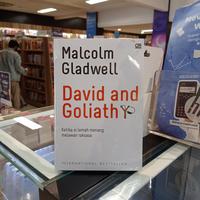 Malcolm
Gladwell
David and
Goliath
Ketika si lemah menang
melawan raksasa
INTERNATIONAL BESTSELLER